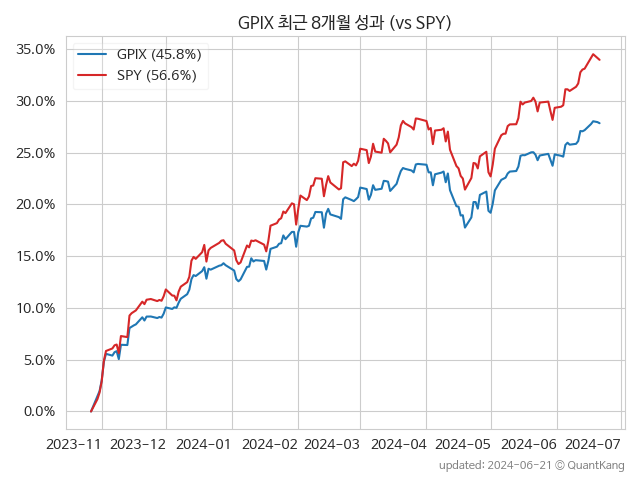 GPIX 최근 8개월 성과 (vs SPY)
GPIX (45.8%)
SPY (56.6%)
35.0%
30.0%
25.0%
20.0%
15.0%
10.0%
5.0%
0.0%
2023-11 2023-12 2024-01 2024-02 2024-03 2024-04 2024-05 2024-06 2024-07
updated: 2024-06-21 © QuantKang